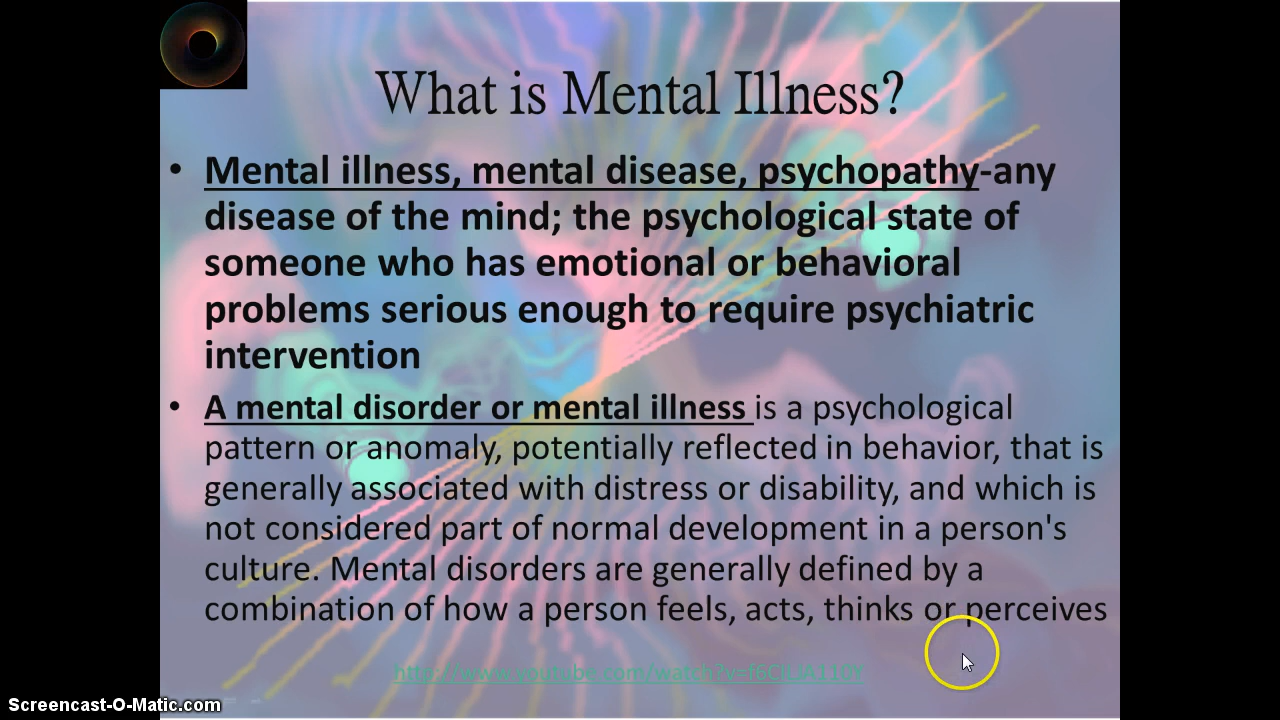 What is Mental Illness?
• Mental illness, mental disease, psychopathy-any
disease of the mind; the psychological state of
someone who has emotional or behavioral
problems serious enough to require psychiatric
intervention
• A mental disorder or mental illness is a psychological
pattern or anomaly, potentially reflected in behavior, that is
generally associated with distress or disability, and which is
not considered part of normal development in a person's
culture. Mental disorders are generally defined by a
combination of how a person feels, acts, thinks or perceives
Screencast-O-Matic.com